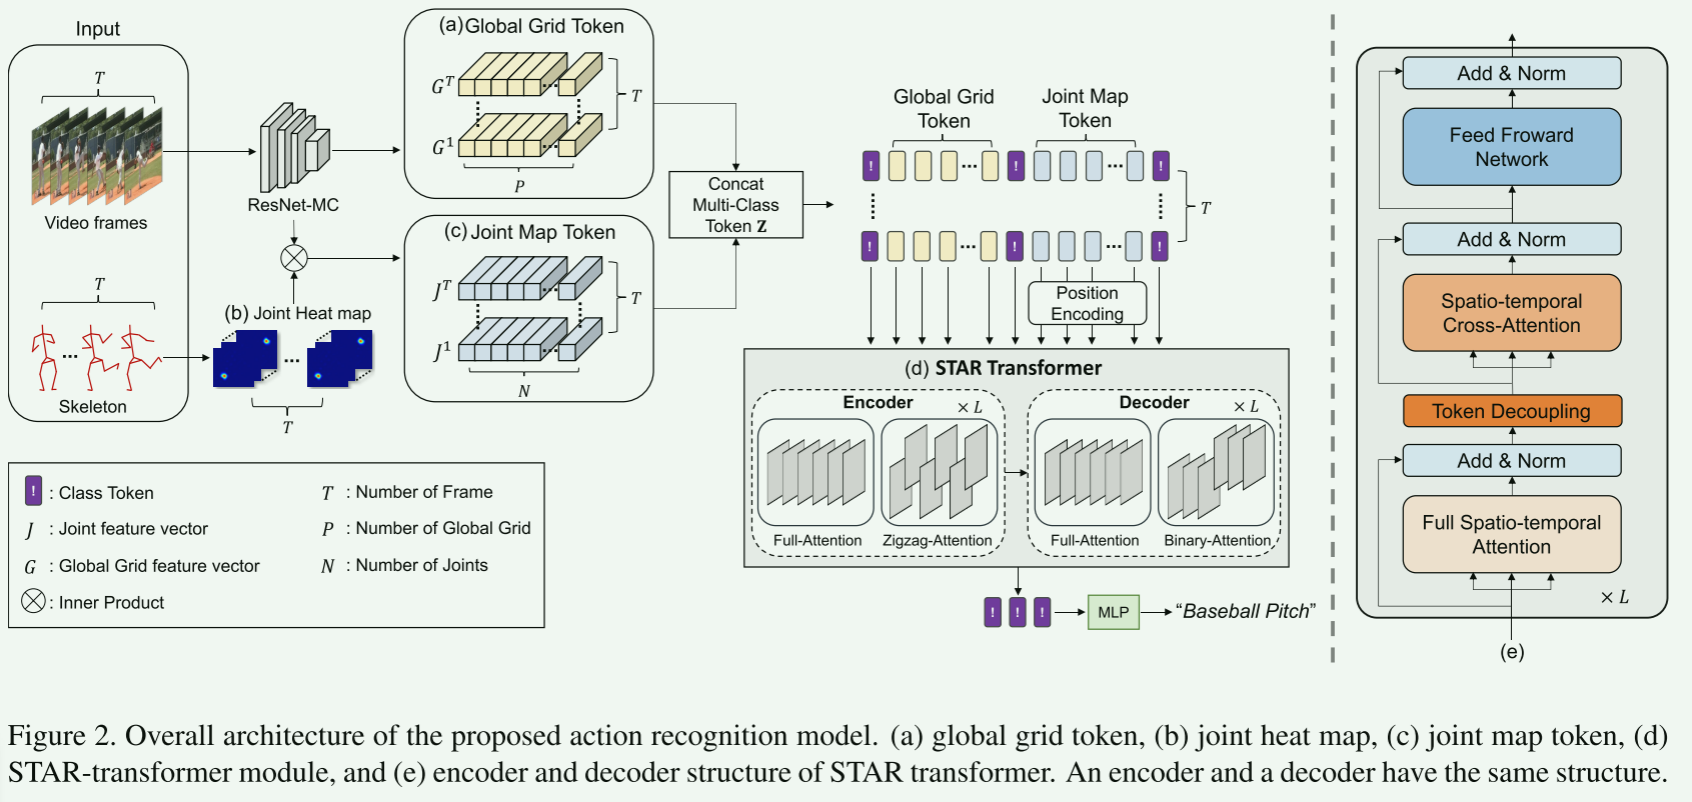 Input
T
Video frames
T
Skeleton
ResNet-MC
(b) Joint Heat map
T
(a) Global Grid Token
G^T
G^1
T
P
(c) Joint Map Token
J^T
J^1
T
N
Concat
Multi-Class
Token Z
Global Grid
Token
Joint Map
Token
! ... ! ... !
T
! ... ! ... !
Position
Encoding
(d) STAR Transformer
Encoder
× L
Full-Attention
Zigzag-Attention
Decoder
× L
Full-Attention
Binary-Attention
! ! !
MLP
“Baseball Pitch”
! : Class Token
J : Joint feature vector
G : Global Grid feature vector
: Inner Product
T : Number of Frame
P : Number of Global Grid
N : Number of Joints
Add & Norm
Feed Froward
Network
Add & Norm
Spatio-temporal
Cross-Attention
Token Decoupling
Add & Norm
Full Spatio-temporal
Attention
× L
(e)
Figure 2. Overall architecture of the proposed action recognition model. (a) global grid token, (b) joint heat map, (c) joint map token, (d)
STAR-transformer module, and (e) encoder and decoder structure of STAR transformer. An encoder and a decoder have the same structure.